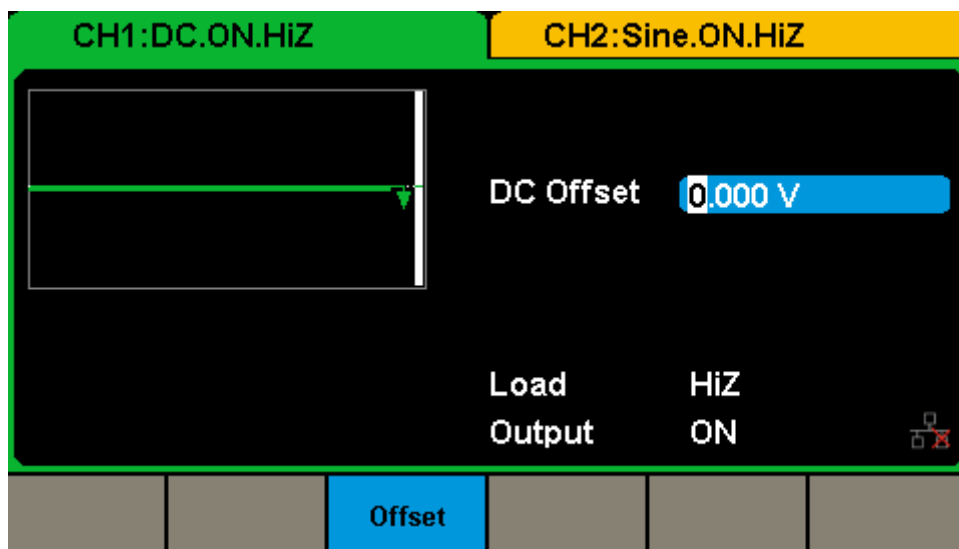 CH1:DC.ON.HiZ
CH2:Sine.ON.HiZ
DC Offset 0.000 V
Load HiZ
Output ON
Offset